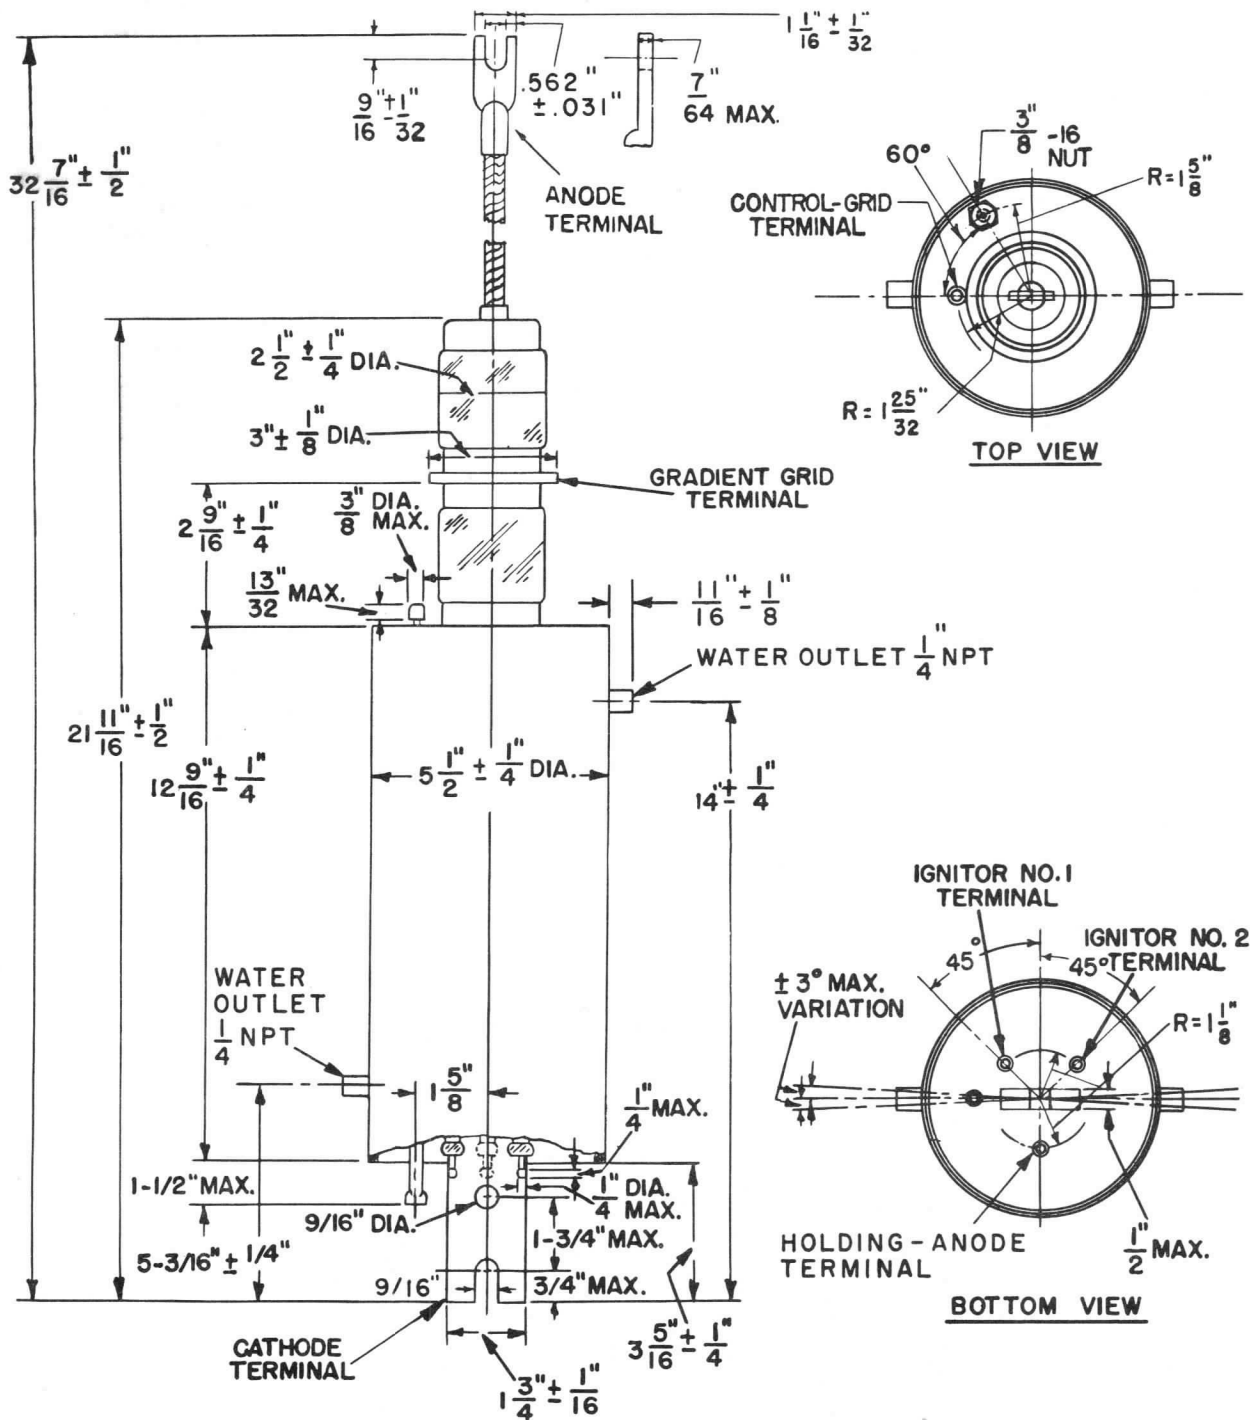 1 1/16" ± 1/32
.562"
± .031"
7"/64 MAX.
9/16" ± 1/32
32 7/16" ± 1/2"
ANODE
TERMINAL
3/8" -16
NUT
60°
R=1 5/8"
CONTROL-GRID
TERMINAL
R=1 25/32"
TOP VIEW
2 1/2" ± 1/4" DIA.
3" ± 1/8" DIA.
GRADIENT GRID
TERMINAL
3/8" DIA.
MAX.
2 9/16" ± 1/4"
13/32" MAX.
11/16" ± 1/8"
WATER OUTLET 1/4" NPT
21 11/16" ± 1/2"
12 9/16" ± 1/4"
5 1/2" ± 1/4" DIA.
14" ± 1/4"
IGNITOR NO. 1
TERMINAL
IGNITOR NO. 2
TERMINAL
45°
45°
± 3° MAX.
VARIATION
R=1 1/8"
WATER
OUTLET
1/4 NPT
1 5/8"
1/4" MAX.
1-1/2" MAX.
9/16" DIA.
1/4" DIA.
MAX.
1-3/4" MAX.
5-3/16" ± 1/4"
9/16"
3/4" MAX.
HOLDING-ANODE
TERMINAL
1/2" MAX.
BOTTOM VIEW
CATHODE
TERMINAL
3 5/16" ± 1/4"
1 3/4" ± 1/16"